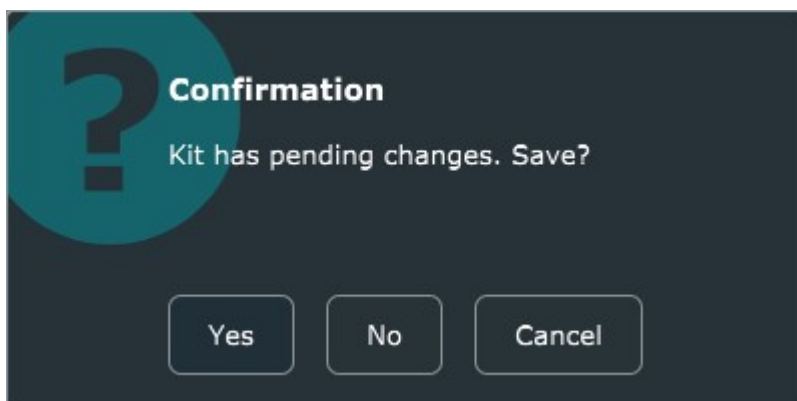 ?
Confirmation
Kit has pending changes. Save?
Yes No Cancel